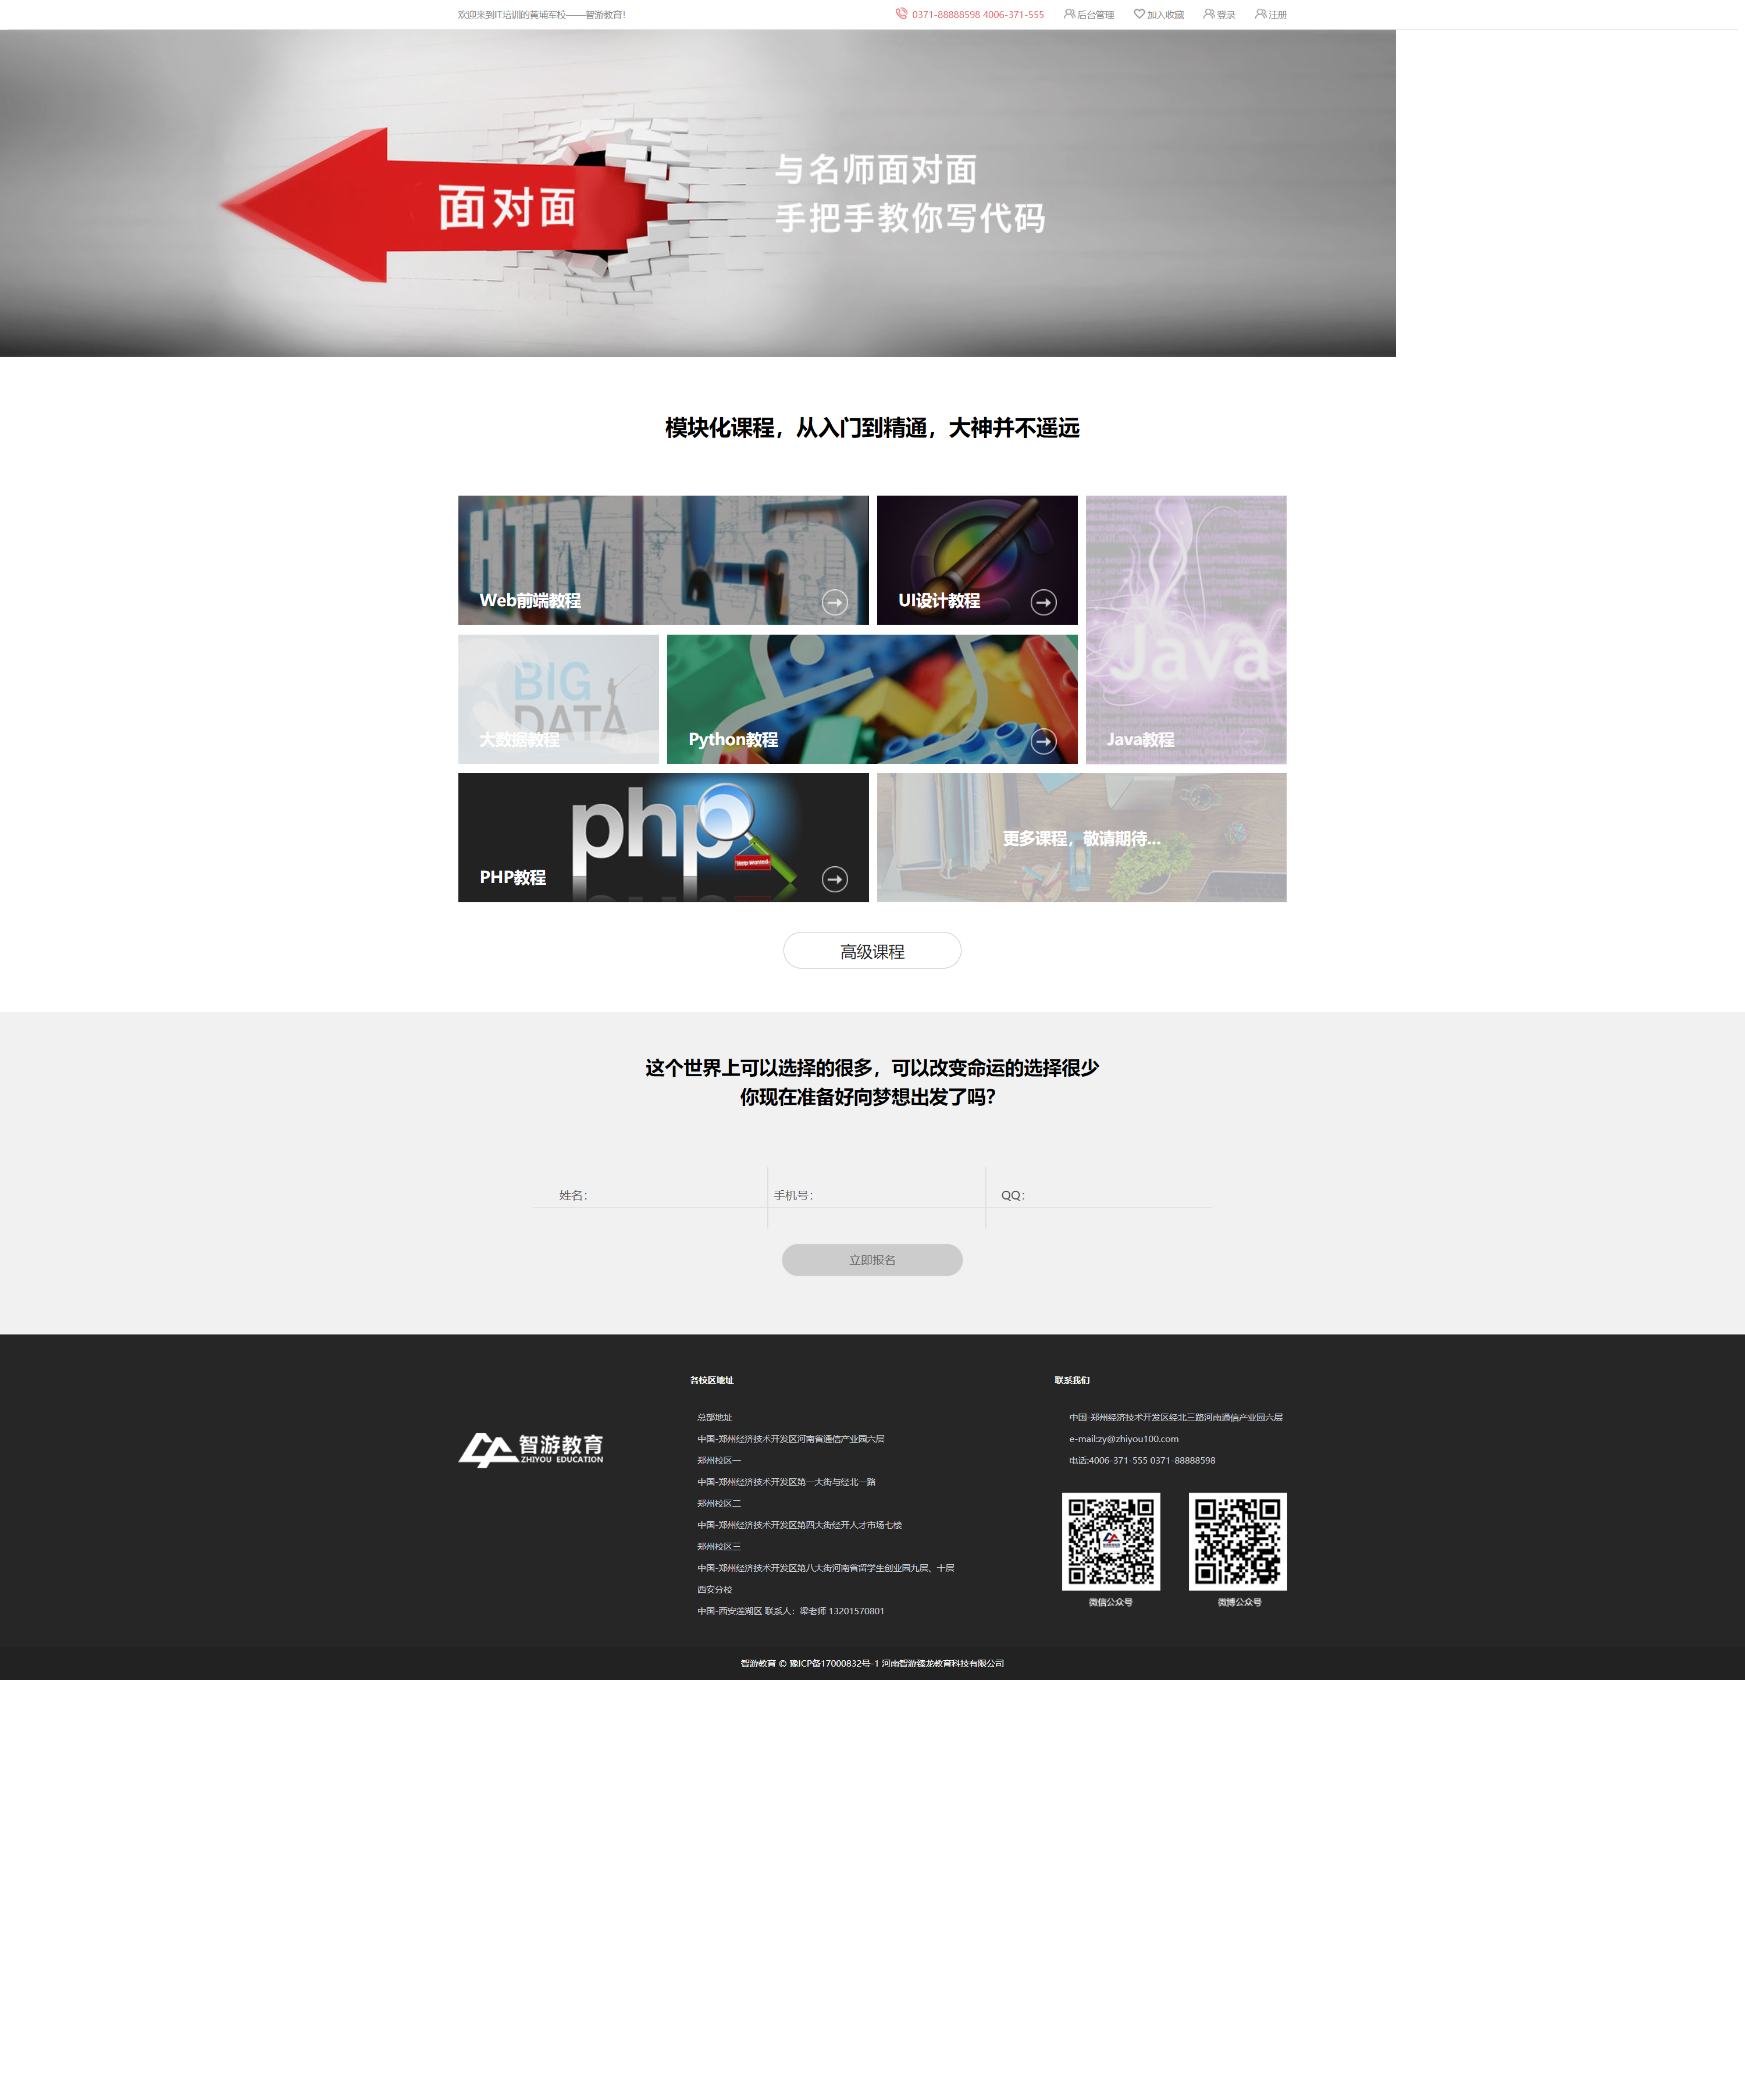 欢迎来到IT培训的黄埔军校——智游教育!
0371-88888598 4006-371-555 后台管理 加入收藏 登录 注册
面对面
与名师面对面
手把手教你写代码
模块化课程，从入门到精通，大神并不遥远
HTML5
Web前端教程
UI设计教程
Java
Java教程
BIG
DATA
大数据教程
Python教程
php
Help Wanted
PHP教程
更多课程，敬请期待...
高级课程
这个世界上可以选择的很多，可以改变命运的选择很少
你现在准备好向梦想出发了吗？
姓名：
手机号：
QQ：
立即报名
智游教育
ZHIYOU EDUCATION
各校区地址
总部地址
中国-郑州经济技术开发区河南省通信产业园六层
郑州校区一
中国-郑州经济技术开发区第一大街与经北一路
郑州校区二
中国-郑州经济技术开发区第四大街经开人才市场七楼
郑州校区三
中国-郑州经济技术开发区第八大街河南省留学生创业园九层、十层
西安分校
中国-西安莲湖区 联系人：梁老师 13201570801
联系我们
中国-郑州经济技术开发区经北三路河南通信产业园六层
e-mail:zy@zhiyou100.com
电话:4006-371-555 0371-88888598
微信公众号
微博公众号
智游教育 © 豫ICP备17000832号-1 河南智游臻龙教育科技有限公司